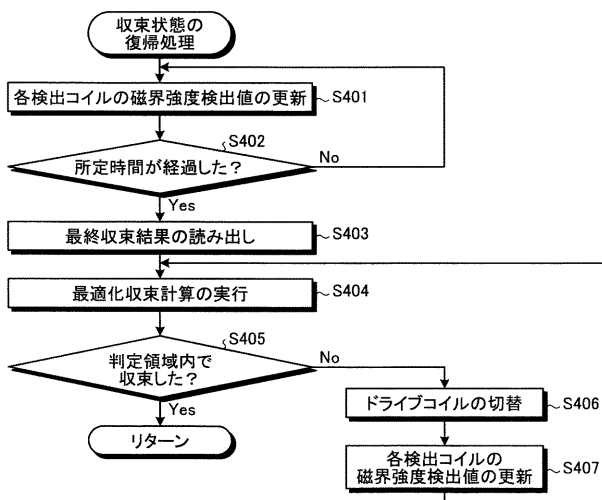 収束状態の
復帰処理
各検出コイルの磁界強度検出値の更新
S401
S402
所定時間が経過した?
No
Yes
最終収束結果の読み出し
S403
最適化収束計算の実行
S404
S405
判定領域内で
収束した?
No
Yes
ドライブコイルの切替
S406
リターン
各検出コイルの
磁界強度検出値の更新
S407